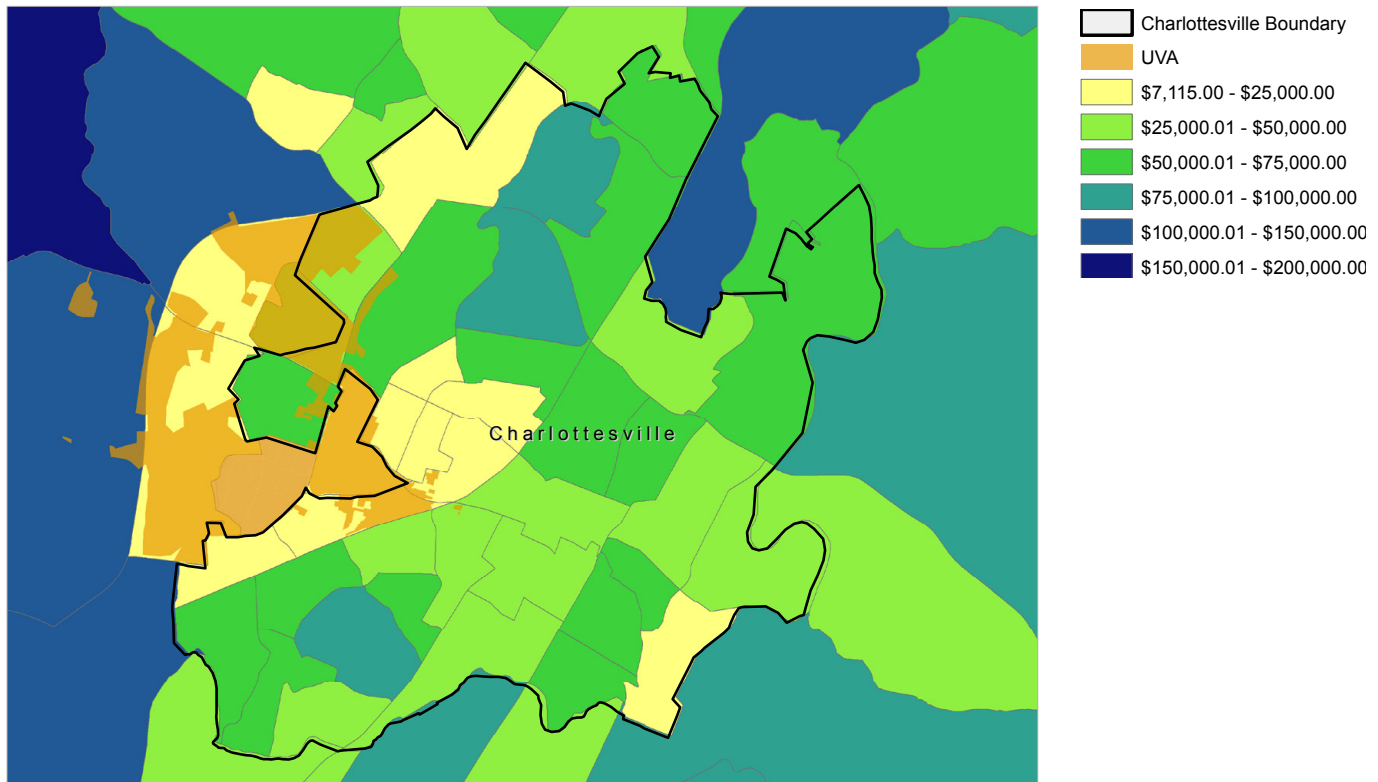 Charlottesville Boundary
UVA
$7,115.00 - $25,000.00
$25,000.01 - $50,000.00
$50,000.01 - $75,000.00
$75,000.01 - $100,000.00
$100,000.01 - $150,000.00
$150,000.01 - $200,000.00
Charlottesville